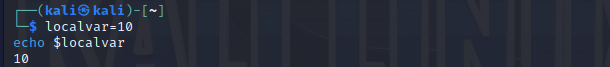 ┌──(kali㉿kali)-[~]
└─$ localvar=10
echo $localvar
10